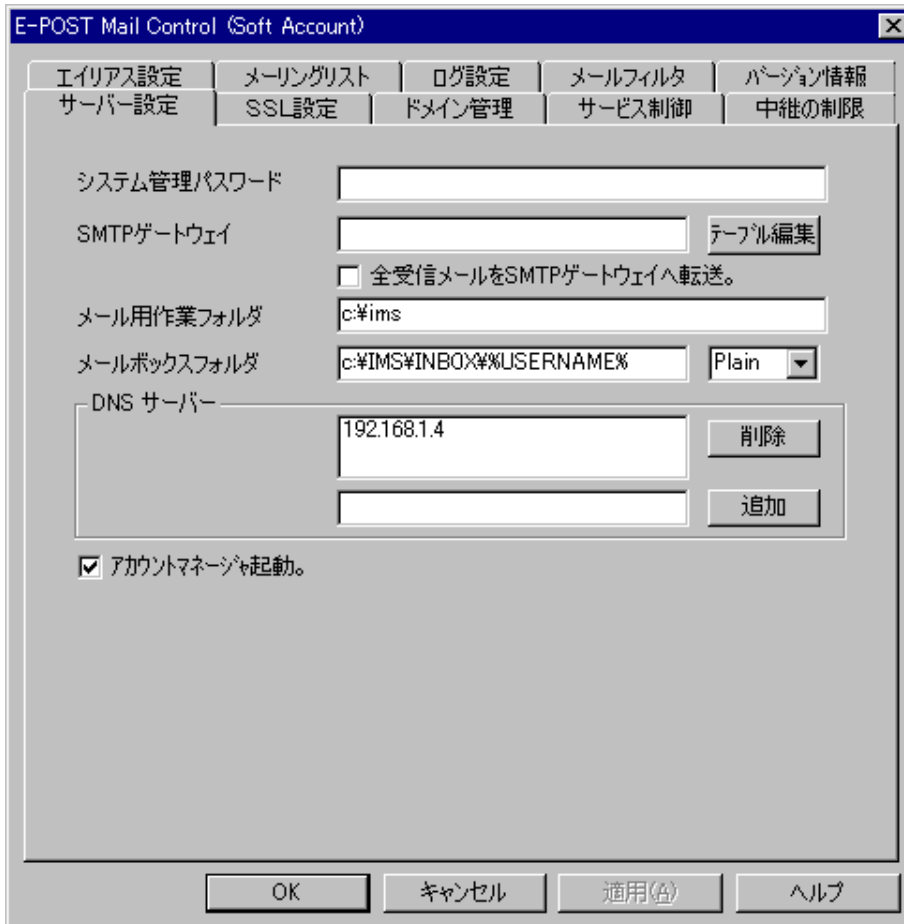 E-POST Mail Control (Soft Account)
エイリアス設定 メーリングリスト ログ設定 メールフィルタ バージョン情報
サーバー設定 SSL設定 ドメイン管理 サービス制御 中継の制限
システム管理パスワード
SMTPゲートウェイ テーブル編集
全受信メールをSMTPゲートウェイへ転送。
メール用作業フォルダ c:¥ims
メールボックスフォルダ c:¥IMS¥INBOX¥%USERNAME% Plain
DNS サーバー
192.168.1.4 削除
追加
アカウントマネージャ起動。
OK キャンセル 適用(A) ヘルプ